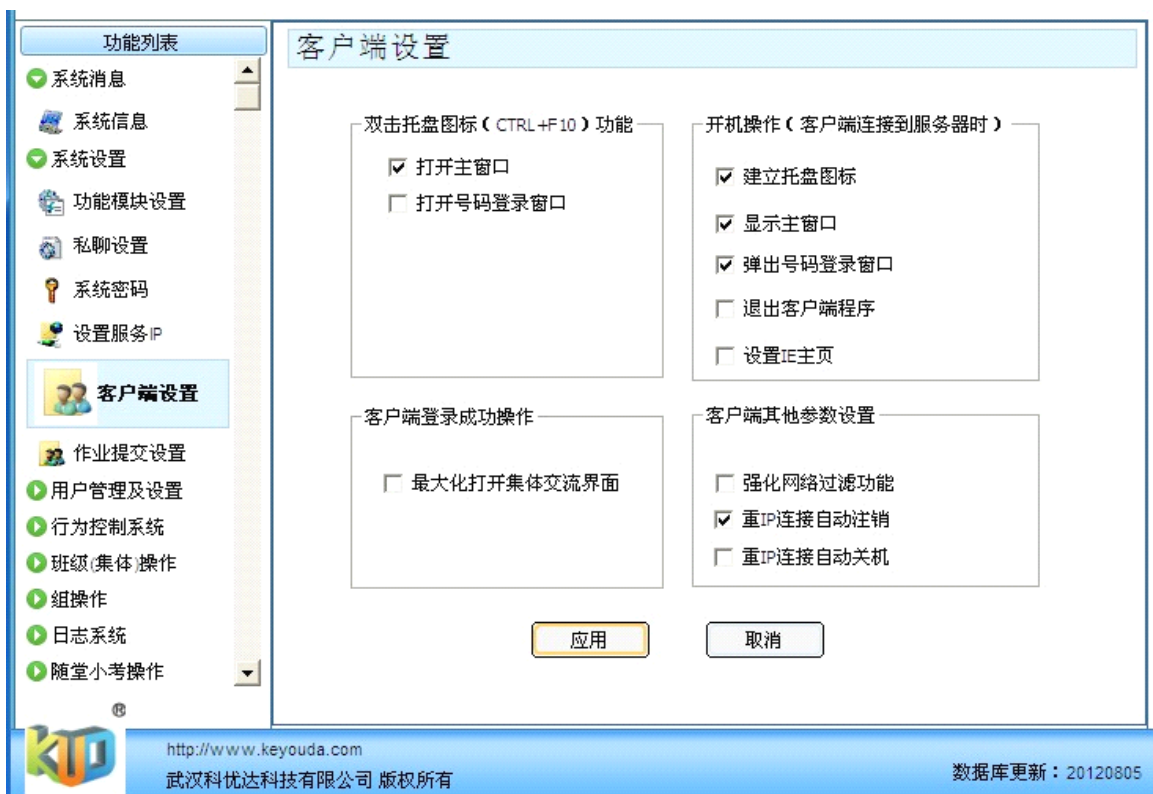 功能列表
系统消息
系统信息
系统设置
功能模块设置
私聊设置
系统密码
设置服务IP
客户端设置
作业提交设置
用户管理及设置
行为控制系统
班级(集体)操作
组操作
日志系统
随堂小考操作
客户端设置
双击托盘图标(CTRL+F10)功能
打开主窗口
打开号码登录窗口
开机操作(客户端连接到服务器时)
建立托盘图标
显示主窗口
弹出号码登录窗口
退出客户端程序
设置IE主页
客户端登录成功操作
最大化打开集体交流界面
客户端其他参数设置
强化网络过滤功能
重IP连接自动注销
重IP连接自动关机
应用
取消
KYD®
http://www.keyouda.com
武汉科优达科技有限公司 版权所有
数据库更新:20120805